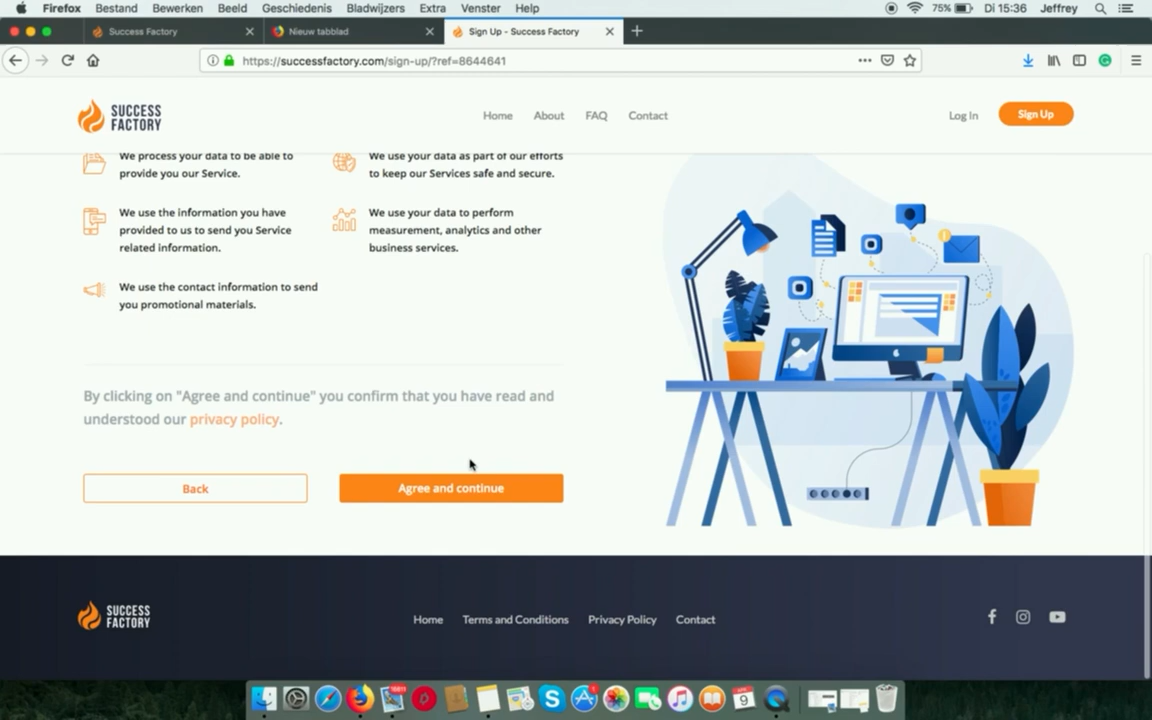 Firefox Bestand Bewerken Beeld Geschiedenis Bladwijzers Extra Venster Help 75% Di 15:36 Jeffrey
Success Factory Nieuw tabblad Sign Up - Success Factory
https://successfactory.com/sign-up/?ref=8644641
SUCCESS
FACTORY
Home About FAQ Contact Log In Sign Up
We process your data to be able to
provide you our Service.
We use your data as part of our efforts
to keep our Services safe and secure.
We use the information you have
provided to us to send you Service
related information.
We use your data to perform
measurement, analytics and other
business services.
We use the contact information to send
you promotional materials.
By clicking on "Agree and continue" you confirm that you have read and
understood our privacy policy.
Back Agree and continue
SUCCESS
FACTORY
Home Terms and Conditions Privacy Policy Contact
9